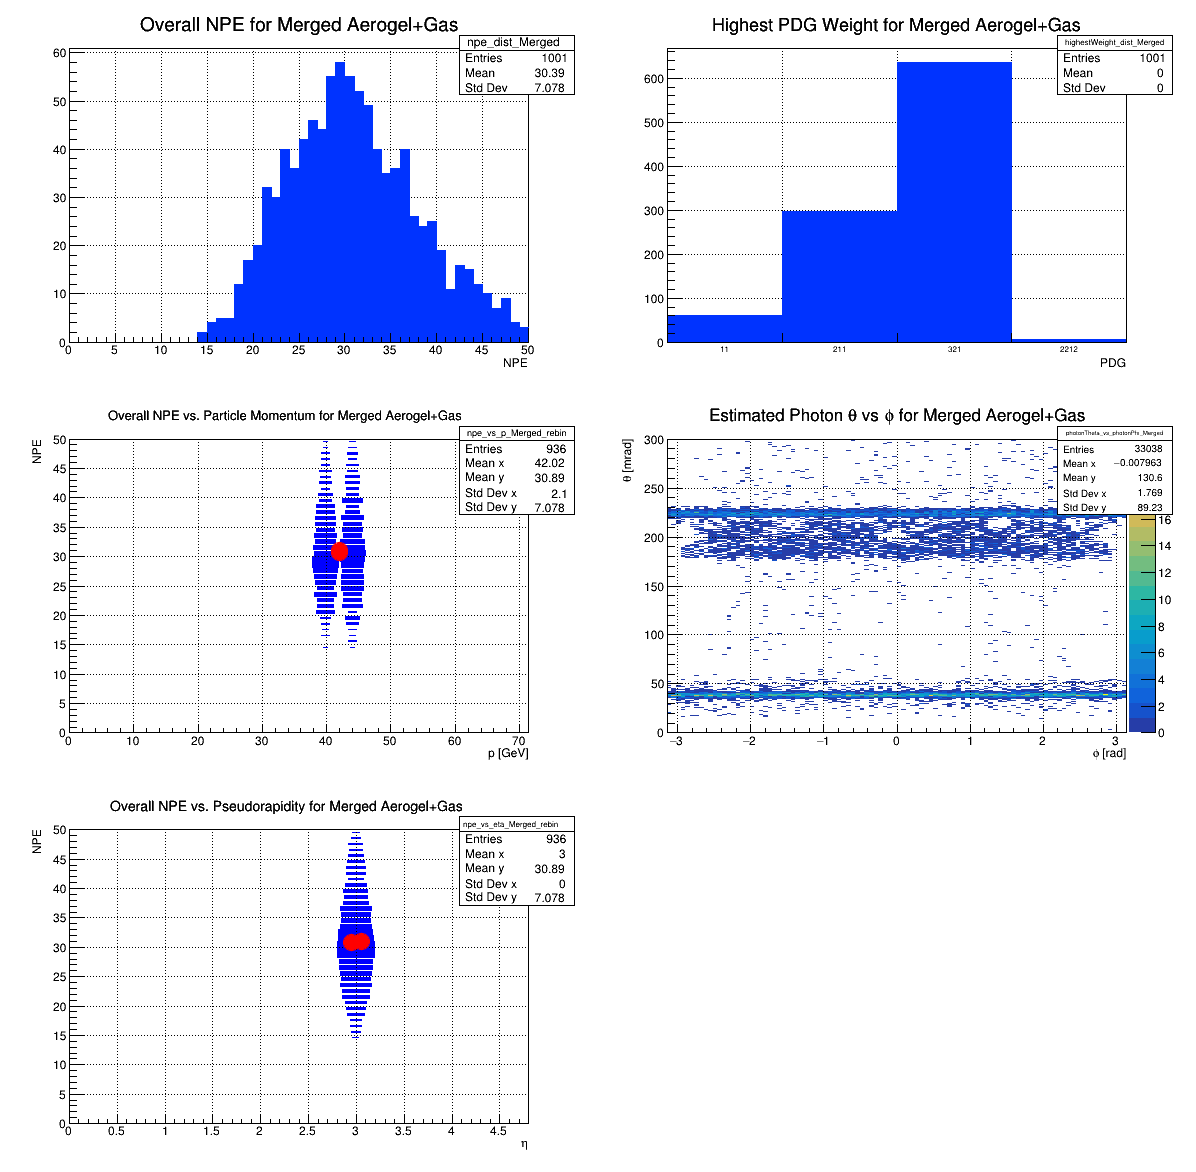 Overall NPE for Merged Aerogel+Gas
npe_dist_Merged
Entries 1001
Mean 30.39
Std Dev 7.078
60
50
40
30
20
10
0
0 5 10 15 20 25 30 35 40 45 50
NPE
Highest PDG Weight for Merged Aerogel+Gas
highestWeight_dist_Merged
Entries 1001
Mean 0
Std Dev 0
600
500
400
300
200
100
0
11 211 321 2212
PDG
Overall NPE vs. Particle Momentum for Merged Aerogel+Gas
npe_vs_p_Merged_rebin
Entries 936
Mean x 42.02
Mean y 30.89
Std Dev x 2.1
Std Dev y 7.078
NPE
50
45
40
35
30
25
20
15
10
5
0
0 10 20 30 40 50 60 70
p [GeV]
Estimated Photon θ vs ϕ for Merged Aerogel+Gas
photonTheta_vs_photonPhi_Merged
Entries 33038
Mean x −0.007963
Mean y 130.6
Std Dev x 1.769
Std Dev y 89.23
θ [mrad]
300
250
200
150
100
50
0
−3 −2 −1 0 1 2 3
ϕ [rad]
16
14
12
10
8
6
4
2
0
Overall NPE vs. Pseudorapidity for Merged Aerogel+Gas
npe_vs_eta_Merged_rebin
Entries 936
Mean x 3
Mean y 30.89
Std Dev x 0
Std Dev y 7.078
NPE
50
45
40
35
30
25
20
15
10
5
0
0 0.5 1 1.5 2 2.5 3 3.5 4 4.5
η